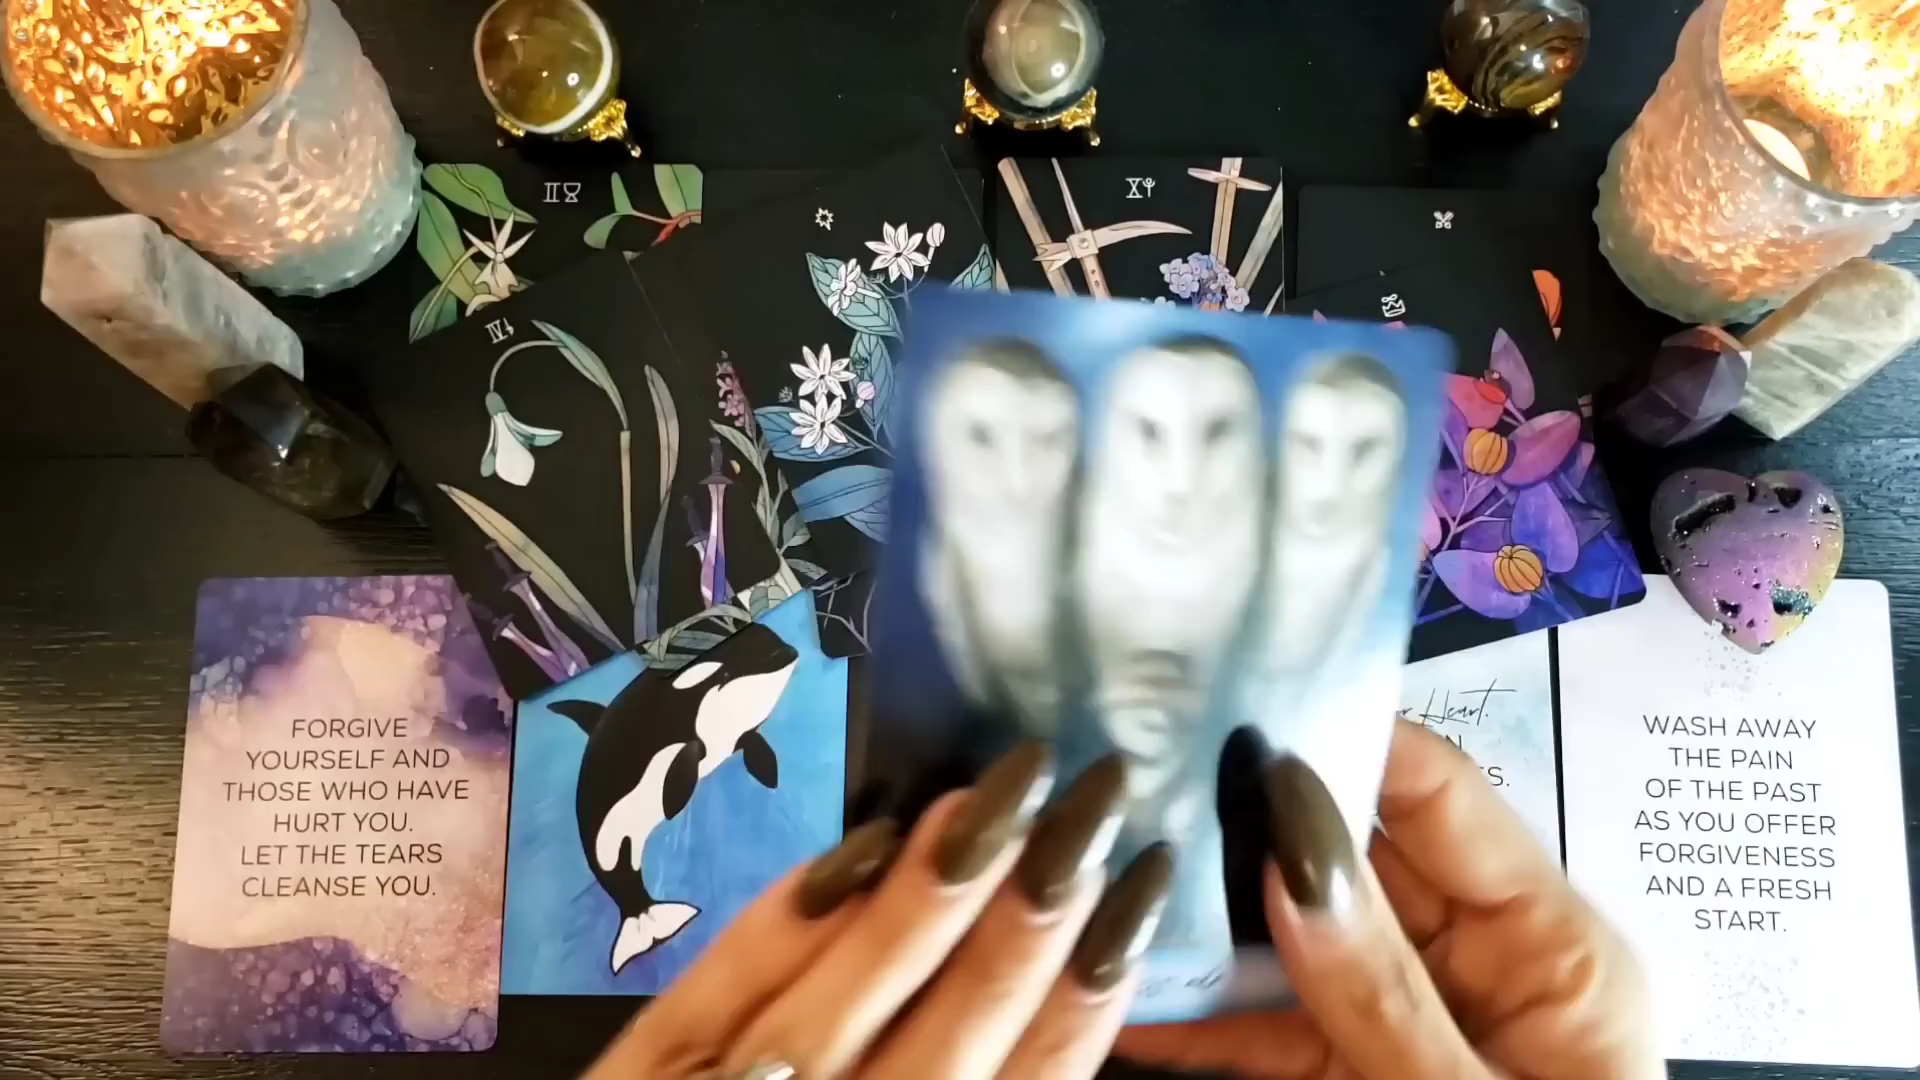 FORGIVE
YOURSELF AND
THOSE WHO HAVE
HURT YOU.
LET THE TEARS
CLEANSE YOU.
Heart.
WASH AWAY
THE PAIN
OF THE PAST
AS YOU OFFER
FORGIVENESS
AND A FRESH
START.